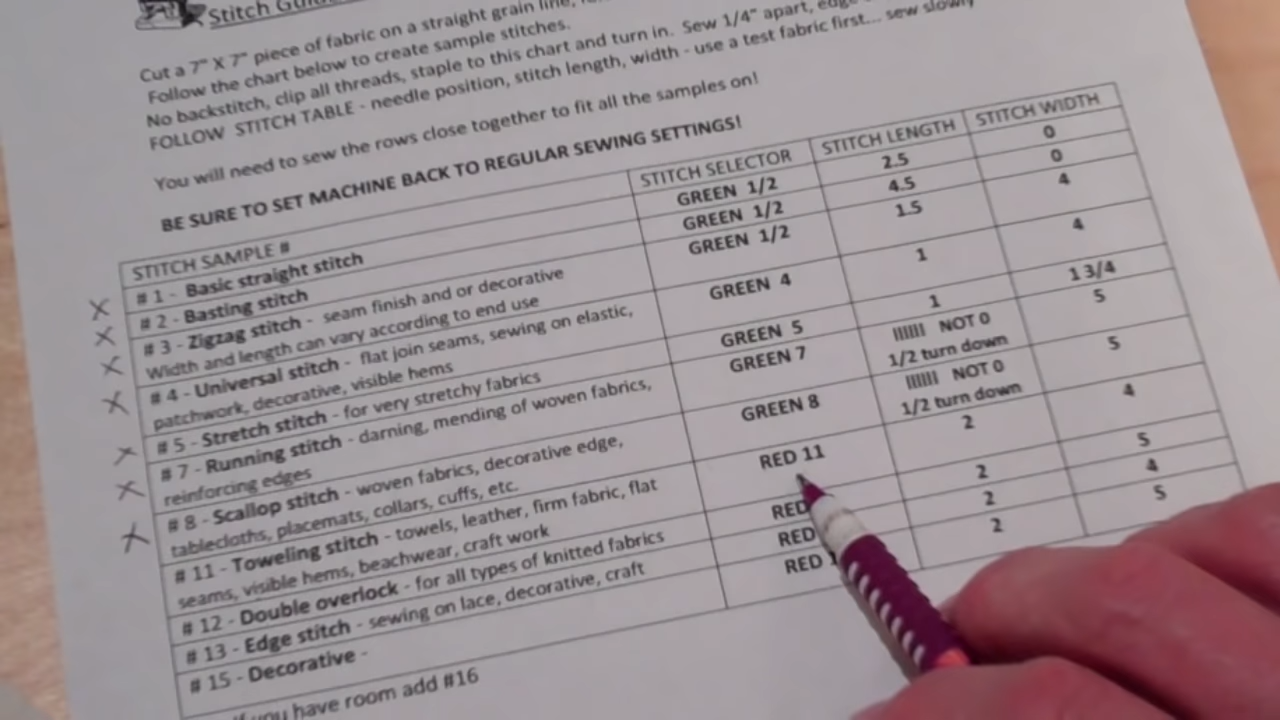 Stitch
Cut a 7" X 7" piece of fabric on a straight grain line,
Follow the chart below to create sample stitches.
No backstitch, clip all threads, staple to this chart and turn in. Sew 1/4" apart, edge
FOLLOW STITCH TABLE - needle position, stitch length, width - use a test fabric first... sew slowly
You will need to sew the rows close together to fit all the samples on!
BE SURE TO SET MACHINE BACK TO REGULAR SEWING SETTINGS!
STITCH SAMPLE # STITCH SELECTOR STITCH LENGTH STITCH WIDTH
# 1 - Basic straight stitch GREEN 1/2 2.5 0
# 2 - Basting stitch GREEN 1/2 4.5 0
# 3 - Zigzag stitch - seam finish and or decorative GREEN 1/2 1.5 4
Width and length can vary according to end use
# 4 - Universal stitch - flat join seams, sewing on elastic, GREEN 4 1 4
patchwork, decorative, visible hems
# 5 - Stretch stitch - for very stretchy fabrics GREEN 5 1 1 3/4
# 7 - Running stitch - darning, mending of woven fabrics, GREEN 7 IIIIIII NOT 0 5
reinforcing edges 1/2 turn down
# 8 - Scallop stitch - woven fabrics, decorative edge, GREEN 8 IIIIIII NOT 0 5
tablecloths, placemats, collars, cuffs, etc. 1/2 turn down
# 11 - Toweling stitch - towels, leather, firm fabric, flat RED 11 2 4
seams, visible hems, beachwear, craft work
# 12 - Double overlock - for all types of knitted fabrics RED 2 5
# 13 - Edge stitch - sewing on lace, decorative, craft RED 2 4
# 15 - Decorative - RED 2 5
you have room add #16